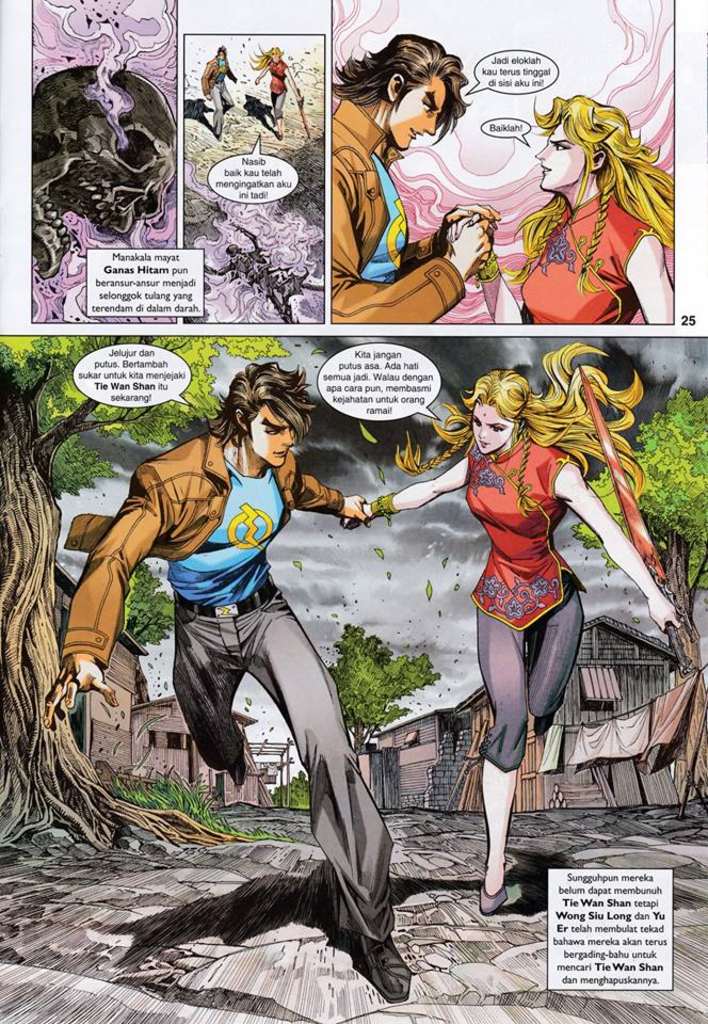 Manakala mayat
Ganas Hitam pun
beransur-ansur menjadi
selonggok tulang yang
terendam di dalam darah.
Nasib
baik kau telah
mengingatkan aku
ini tadi!
Jadi eloklah
kau terus tinggal
di sisi aku ini!
Baiklah!
25
Jelujur dan
putus. Bertambah
sukar untuk kita mengejar
Tie Wan Shan itu
sekarang!
Kita jangan
putus asa. Ada hati
semua jadi. Walau dengan
apa cara pun, membasmi
kejahatan untuk orang
ramai!
Sungguhpun mereka
belum dapat membunuh
Tie Wan Shan tetapi
Wong Siu Long dan Yu
Er telah membulat tekad
bahawa mereka akan terus
bergading-bahu untuk
mencari Tie Wan Shan
dan menghapuskannya.